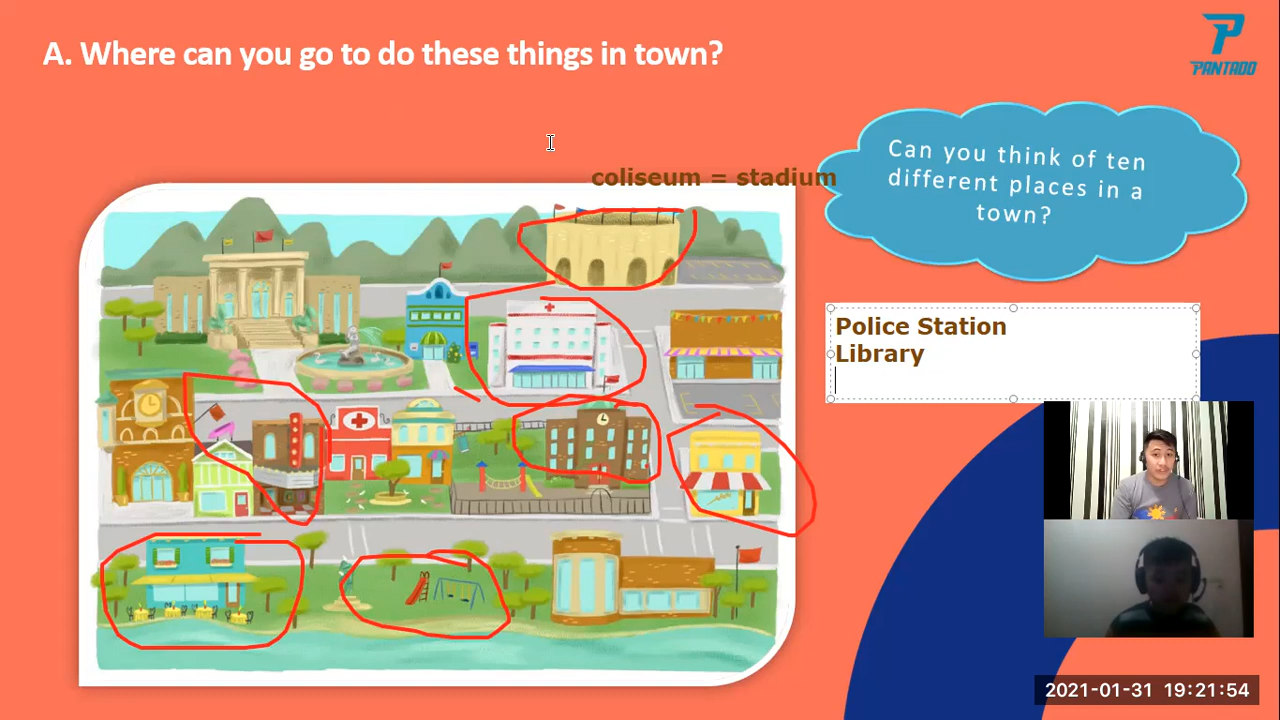 A. Where can you go to do these things in town?
PANTADO
coliseum = stadium
Can you think of ten
different places in a
town?
Police Station
Library
2021-01-31 19:21:54